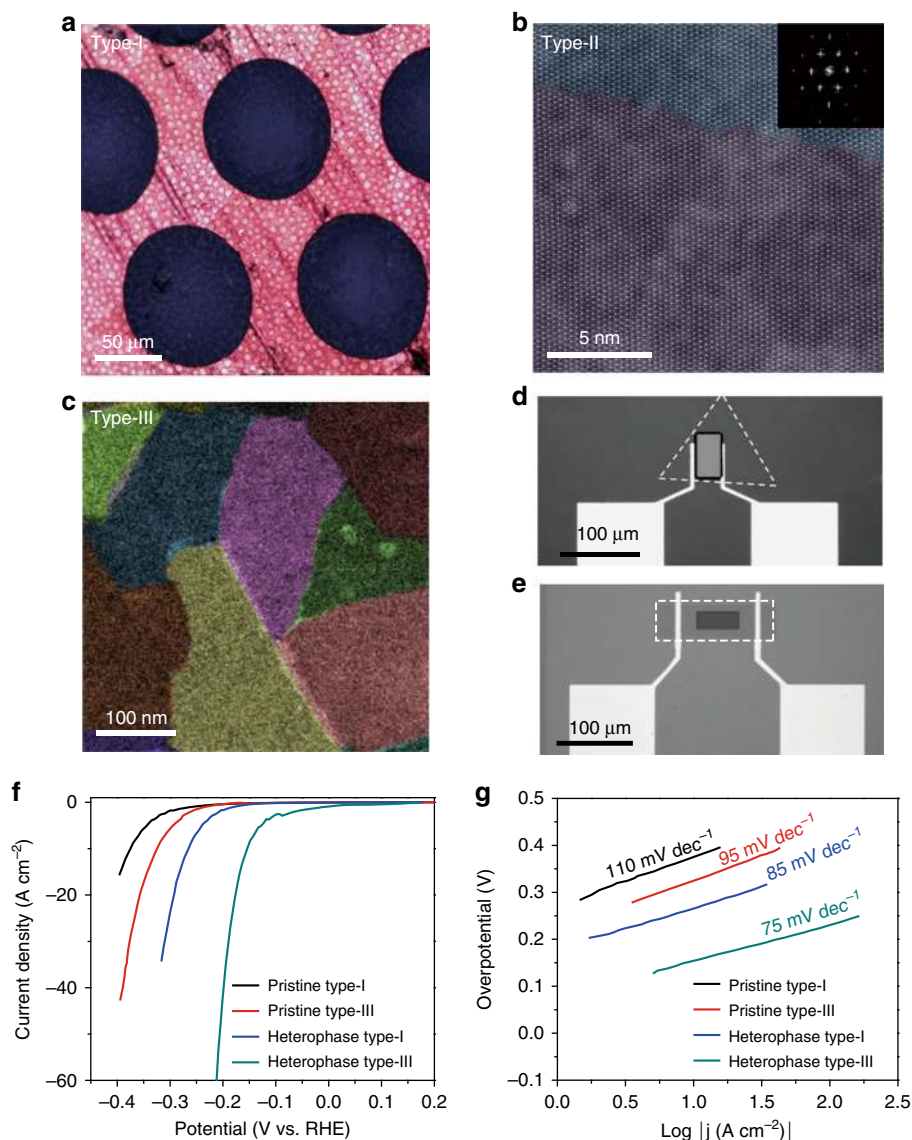 a
Type-I
50 μm
b
Type-II
5 nm
c
Type-III
100 nm
d
100 μm
e
100 μm
f
0
–20
–40
–60
Current density (A cm⁻²)
–0.4
–0.3
–0.2
–0.1
0.0
0.1
0.2
Potential (V vs. RHE)
Pristine type-I
Pristine type-III
Heterophase type-I
Heterophase type-III
g
0.5
0.4
0.3
0.2
0.1
0.0
–0.1
Overpotential (V)
110 mV dec⁻¹
95 mV dec⁻¹
85 mV dec⁻¹
75 mV dec⁻¹
Pristine type-I
Pristine type-III
Heterophase type-I
Heterophase type-III
0.0
0.5
1.0
1.5
2.0
2.5
Log |j (A cm⁻²)|